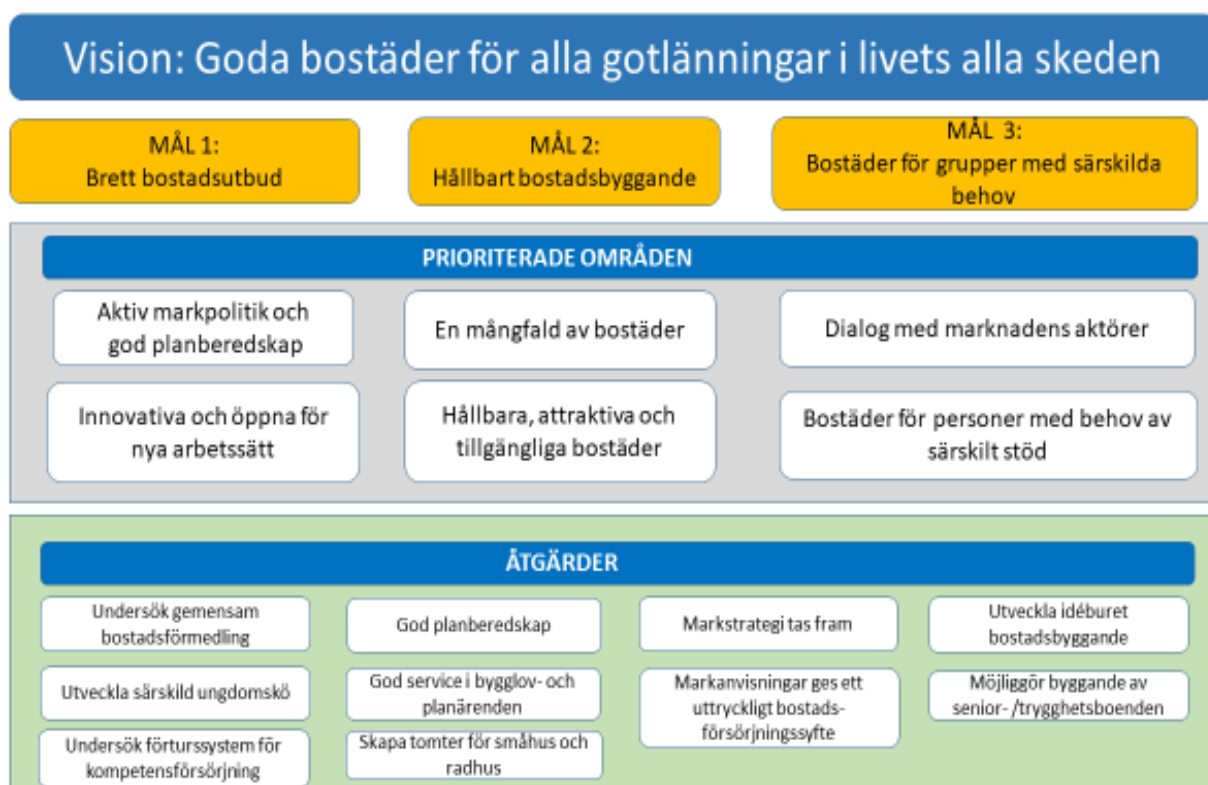 Vision: Goda bostäder för alla gotlänningar i livets alla skeden
MÅL 1:
Brett bostadsutbud
MÅL 2:
Hållbart bostadsbyggande
MÅL 3:
Bostäder för grupper med särskilda
behov
PRIORITERADE OMRÅDEN
Aktiv markpolitik och
god planberedskap
En mångfald av bostäder
Dialog med marknadens aktörer
Innovativa och öppna för
nya arbetssätt
Hållbara, attraktiva och
tillgängliga bostäder
Bostäder för personer med behov av
särskilt stöd
ÅTGÄRDER
Undersök gemensam
bostadsförmedling
God planberedskap
Markstrategi tas fram
Utveckla idéburet
bostadsbyggande
Utveckla särskild ungdomskö
God service i bygglov- och
planärenden
Markanvisningar ges ett
uttryckligt bostads-
försörjningssyfte
Möjliggör byggande av
senior-/trygghetsboenden
Undersök förturssystem för
kompetensförsörjning
Skapa tomter för småhus och
radhus